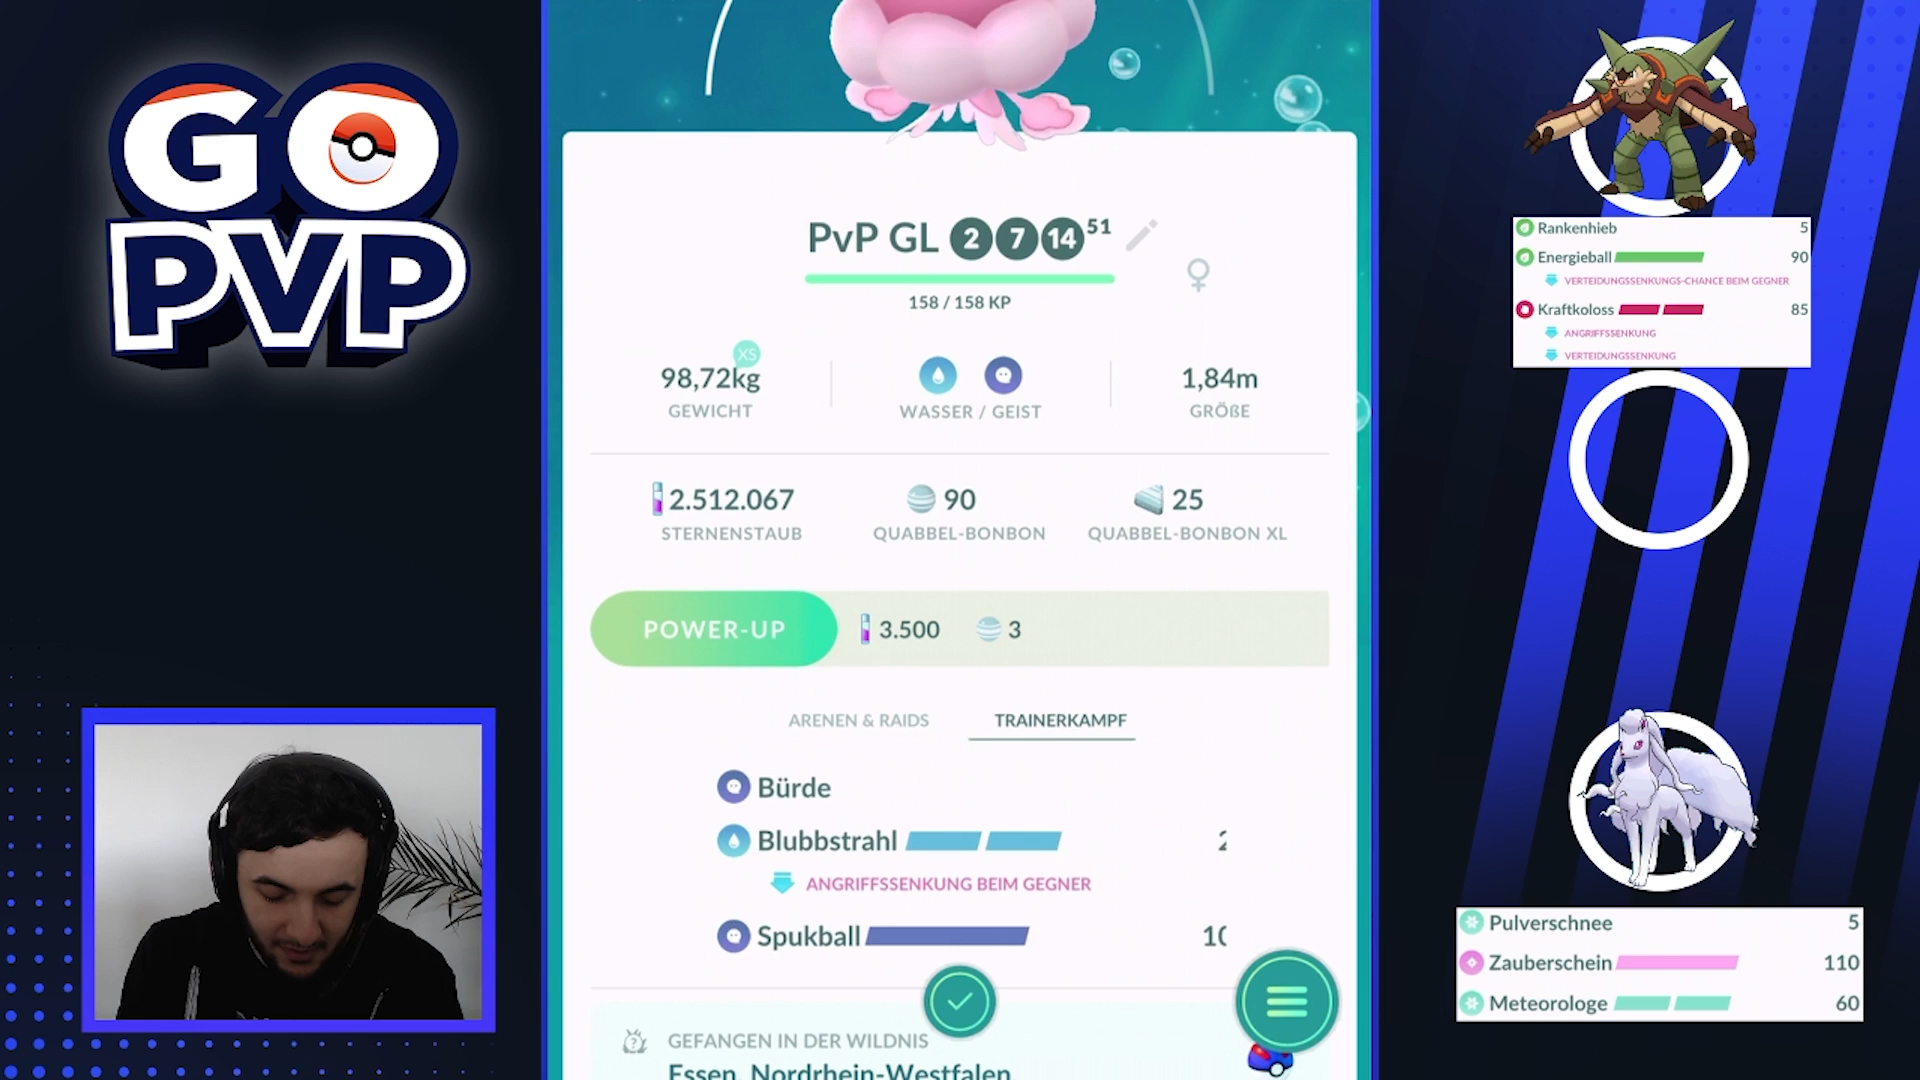 GO
PVP
PvP GL 2 7 14 51
158 / 158 KP
XS
98,72kg
GEWICHT
WASSER / GEIST
1,84m
GRÖßE
2.512.067
STERNENSTAUB
90
QUABBEL-BONBON
25
QUABBEL-BONBON XL
POWER-UP
3.500
3
ARENEN & RAIDS
TRAINERKAMPF
Bürde
Blubbstrahl
ANGRIFFSSENKUNG BEIM GEGNER
Spukball
GEFANGEN IN DER WILDNIS
Essen, Nordrhein-Westfalen
Rankenhieb 5
Energieball 90
VERTEIDUNGSSENKUNGS-CHANCE BEIM GEGNER
Kraftkoloss 85
ANGRIFFSSENKUNG
VERTEIDUNGSSENKUNG
Pulverschnee 5
Zauberschein 110
Meteorologe 60